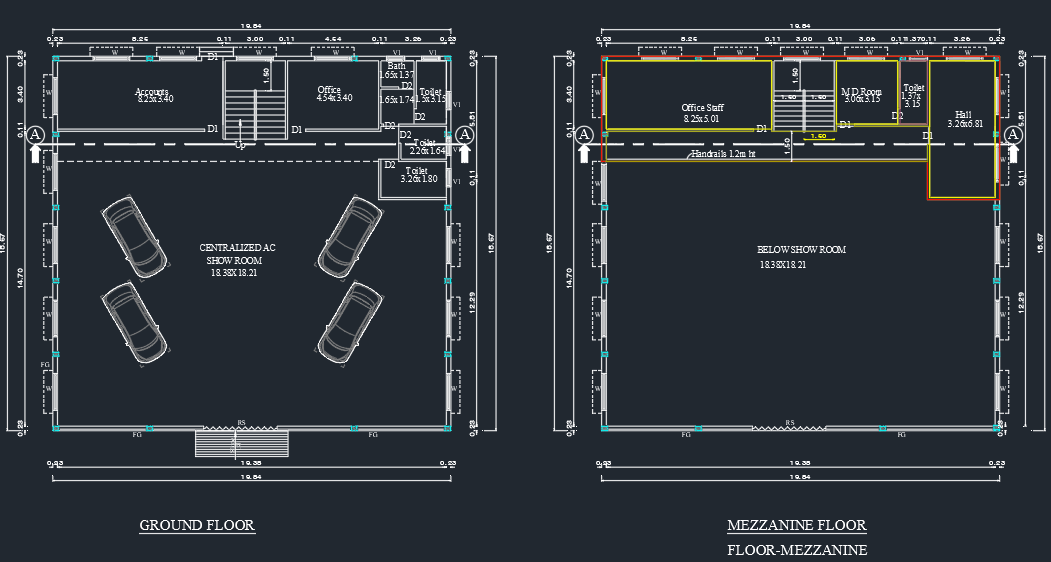 19.84
0.23 8.25 0.11 3.00 0.11 4.54 0.11 3.26 0.23
W W D1 W W V1 V1
0.23
3.40
0.11
14.70
0.23
18.67
Accounts
8.25x3.40
1.50
Office
4.54x3.40
Bath
1.65x1.37
D2
1.65x1.74
Toilet
1.5x3.15
D2
D1
D1
D1
D2
Up
A
A
Toilet
2.26x1.64
D2
Toilet
3.26x1.80
V1
V1
5.81
0.11
12.29
0.23
18.67
W
W
W
W
W
W
W
W
CENTRALIZED AC
SHOW ROOM
18.38X18.21
FG
RS
FG
FG
19.38
0.23
0.23
19.84
GROUND FLOOR
19.84
0.23 8.25 0.11 3.00 0.11 3.06 0.11 1.37 0.11 3.26 0.23
W W W V1 W
0.23
3.40
0.11
14.70
0.23
18.67
Office Staff
8.25x5.01
1.50
1.50
1.50
M.D.Room
3.06x3.15
Toilet
1.37x
3.15
D2
Hall
3.26x6.81
D1
D1
D1
1.50
1.50
A
A
Handrails 1.2m ht
0.23
6.81
0.11
12.29
0.23
18.67
W
W
W
W
W
W
W
W
BELOW SHOW ROOM
18.38X18.21
FG
RS
FG
19.38
0.23
0.23
19.84
MEZZANINE FLOOR
FLOOR-MEZZANINE